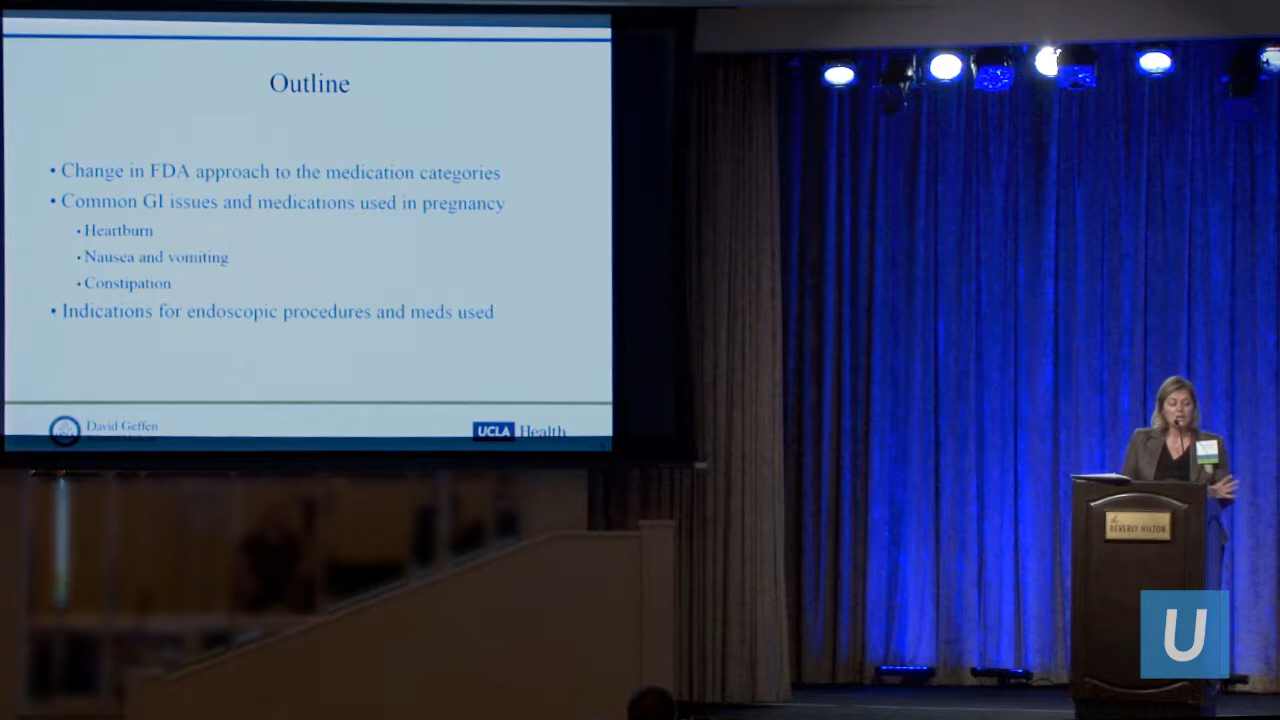 Outline
• Change in FDA approach to the medication categories
• Common GI issues and medications used in pregnancy
• Heartburn
• Nausea and vomiting
• Constipation
• Indications for endoscopic procedures and meds used
David Geffen
UCLA Health
the
BEVERLY HILTON
U